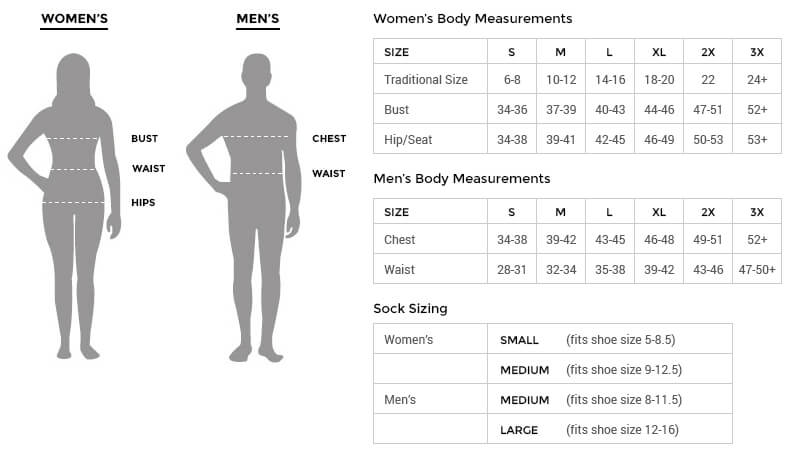 WOMEN'S
MEN'S
BUST
WAIST
HIPS
CHEST
WAIST
Women's Body Measurements
SIZE S M L XL 2X 3X
Traditional Size 6-8 10-12 14-16 18-20 22 24+
Bust 34-36 37-39 40-43 44-46 47-51 52+
Hip/Seat 34-38 39-41 42-45 46-49 50-53 53+
Men's Body Measurements
SIZE S M L XL 2X 3X
Chest 34-38 39-42 43-45 46-48 49-51 52+
Waist 28-31 32-34 35-38 39-42 43-46 47-50+
Sock Sizing
Women's SMALL (fits shoe size 5-8.5)
MEDIUM (fits shoe size 9-12.5)
Men's MEDIUM (fits shoe size 8-11.5)
LARGE (fits shoe size 12-16)